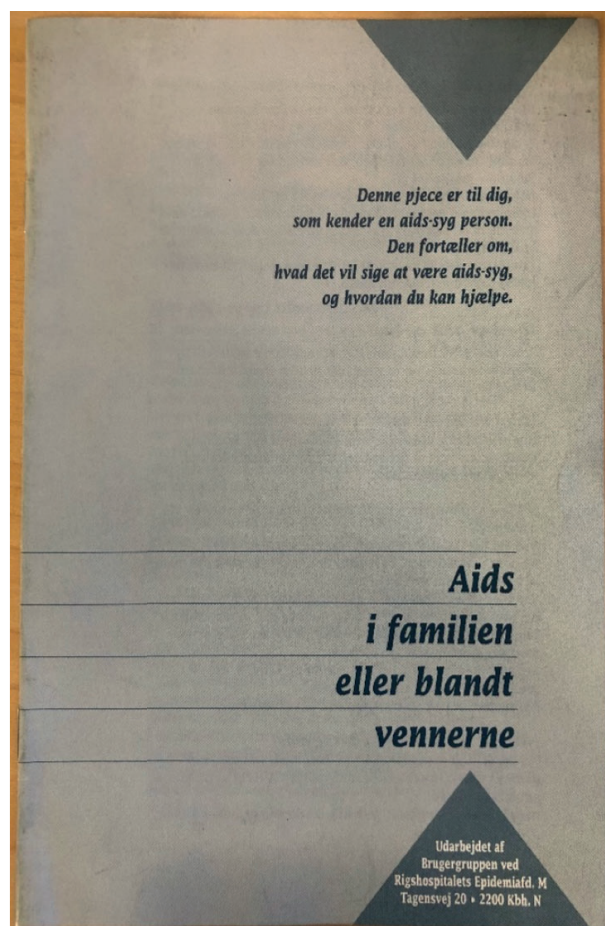 Denne pjece er til dig,
som kender en aids-syg person.
Den fortæller om,
hvad det vil sige at være aids-syg,
og hvordan du kan hjælpe.
Aids
i familien
eller blandt
vennerne
Udarbejdet af
Brugergruppen ved
Rigshospitalets Epidemiafd. M
Tagensvej 20 • 2200 Kbh. N